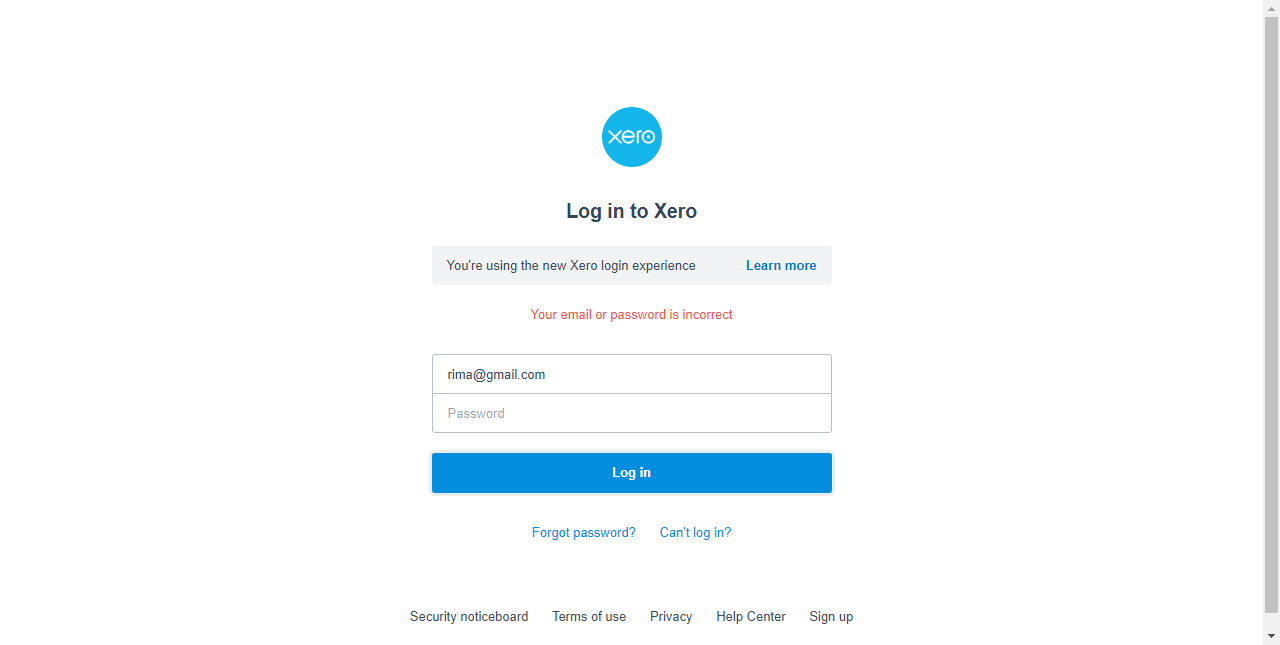 xero
Log in to Xero
You're using the new Xero login experience Learn more
Your email or password is incorrect
rima@gmail.com
Password
Log in
Forgot password? Can't log in?
Security noticeboard Terms of use Privacy Help Center Sign up